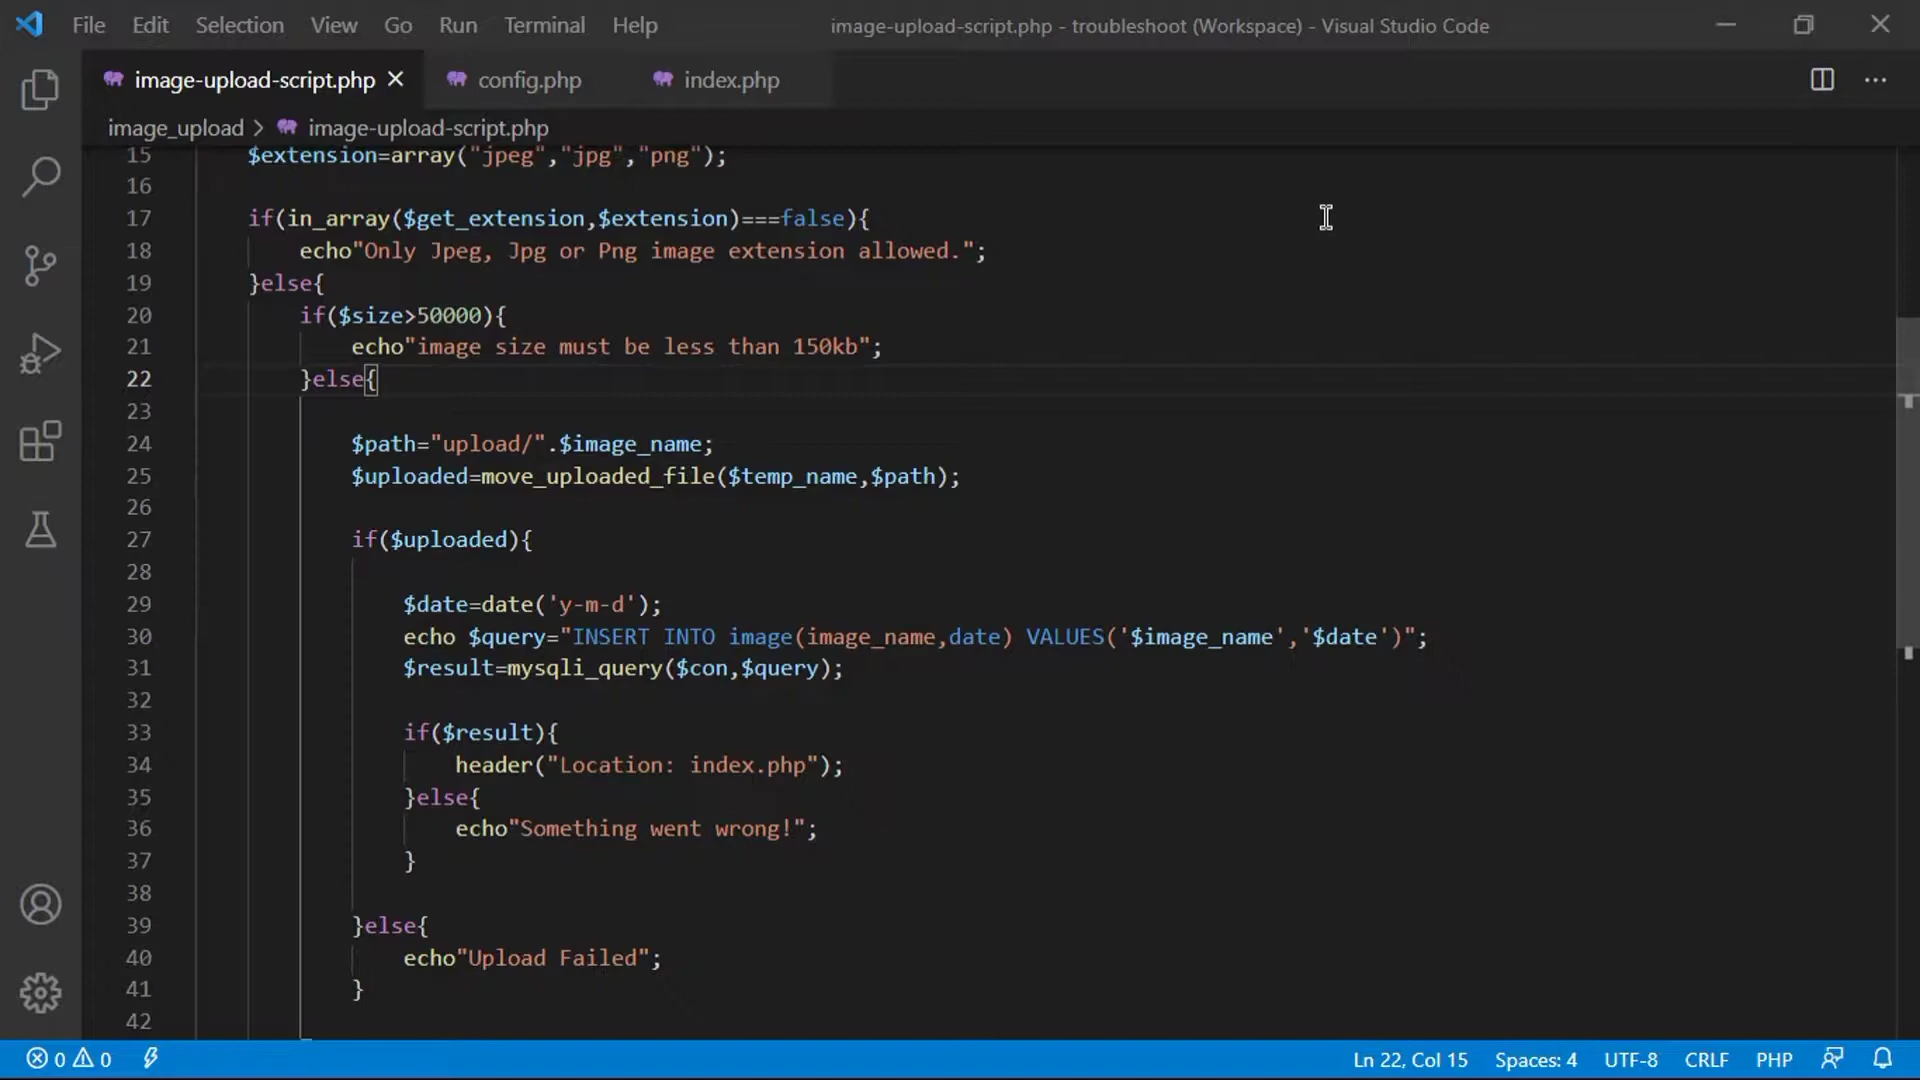 File Edit Selection View Go Run Terminal Help image-upload-script.php - troubleshoot (Workspace) - Visual Studio Code
image-upload-script.php config.php index.php
image_upload > image-upload-script.php
15 $extension=array("jpeg","jpg","png");
16
17 if(in_array($get_extension,$extension)===false){
18 echo"Only Jpeg, Jpg or Png image extension allowed.";
19 }else{
20 if($size>50000){
21 echo"image size must be less than 150kb";
22 }else{
23
24 $path="upload/".$image_name;
25 $uploaded=move_uploaded_file($temp_name,$path);
26
27 if($uploaded){
28
29 $date=date('y-m-d');
30 echo $query="INSERT INTO image(image_name,date) VALUES('$image_name','$date')";
31 $result=mysqli_query($con,$query);
32
33 if($result){
34 header("Location: index.php");
35 }else{
36 echo"Something went wrong!";
37 }
38
39 }else{
40 echo"Upload Failed";
41 }
42
0 0 Ln 22, Col 15 Spaces: 4 UTF-8 CRLF PHP